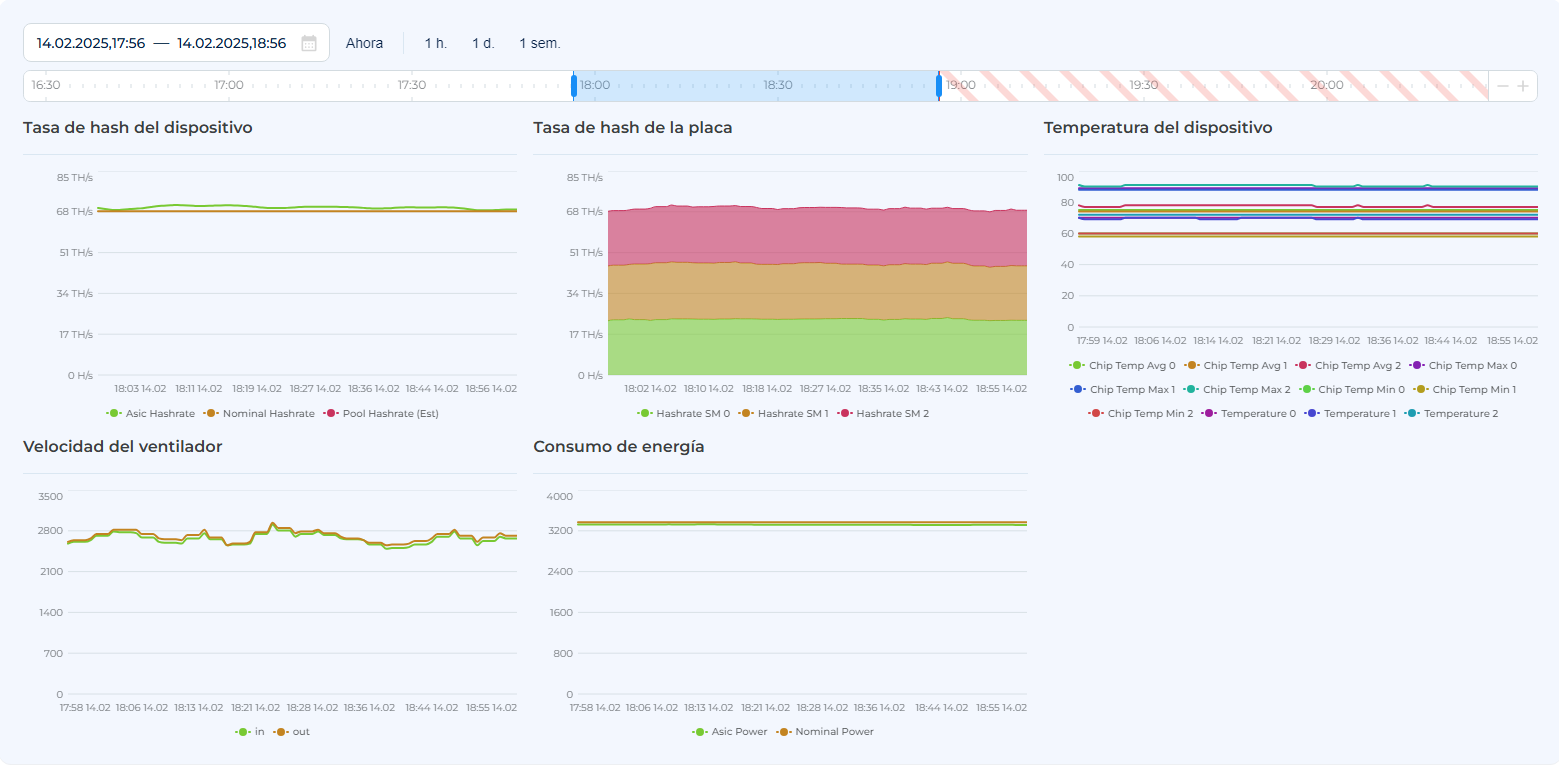 14.02.2025,17:56 — 14.02.2025,18:56 Ahora 1 h. 1 d. 1 sem.
16:30 17:00 17:30 18:00 18:30 19:00 19:30 20:00
Tasa de hash del dispositivo
85 TH/s
68 TH/s
51 TH/s
34 TH/s
17 TH/s
0 H/s
18:03 14.02 18:11 14.02 18:19 14.02 18:27 14.02 18:36 14.02 18:44 14.02 18:56 14.02
Asic Hashrate Nominal Hashrate Pool Hashrate (Est)
Tasa de hash de la placa
85 TH/s
68 TH/s
51 TH/s
34 TH/s
17 TH/s
0 H/s
18:02 14.02 18:10 14.02 18:18 14.02 18:27 14.02 18:35 14.02 18:43 14.02 18:55 14.02
Hashrate SM 0 Hashrate SM 1 Hashrate SM 2
Temperatura del dispositivo
100
80
60
40
20
0
17:59 14.02 18:06 14.02 18:14 14.02 18:21 14.02 18:29 14.02 18:36 14.02 18:44 14.02 18:55 14.02
Chip Temp Avg 0 Chip Temp Avg 1 Chip Temp Avg 2 Chip Temp Max 0
Chip Temp Max 1 Chip Temp Max 2 Chip Temp Min 0 Chip Temp Min 1
Chip Temp Min 2 Temperature 0 Temperature 1 Temperature 2
Velocidad del ventilador
3500
2800
2100
1400
700
0
17:58 14.02 18:06 14.02 18:13 14.02 18:21 14.02 18:28 14.02 18:36 14.02 18:44 14.02 18:55 14.02
in out
Consumo de energía
4000
3200
2400
1600
800
0
17:58 14.02 18:06 14.02 18:13 14.02 18:21 14.02 18:28 14.02 18:36 14.02 18:44 14.02 18:55 14.02
Asic Power Nominal Power